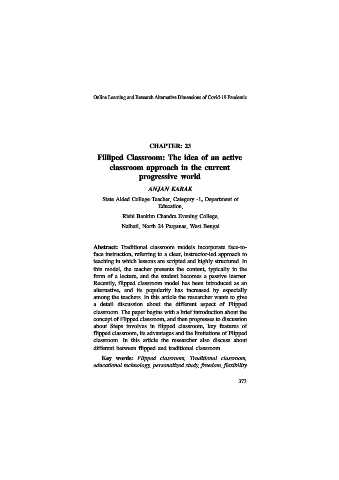 Online Learning and Research Alternative Dimensions of Covid-19 Pandemic
CHAPTER: 23
Fliliped Classroom: The idea of an active
classroom approach in the current
progressive world
ANJAN KARAK
State Aided College Teacher, Category -1, Department of
Education,
Rishi Bankim Chandra Evening College,
Naihati, North 24 Parganas, West Bengal
Abstract: Traditional classroom models incorporate face-to-
face instruction, referring to a clear, instructor-led approach to
teaching in which lessons are scripted and highly structured. In
this model, the teacher presents the content, typically in the
form of a lecture, and the student becomes a passive learner.
Recently, flipped classroom model has been introduced as an
alternative, and its popularity has increased by especially
among the teachers. In this article the researcher wants to give
a detail discussion about the different aspect of Flipped
classroom. The paper begins with a brief introduction about the
concept of Flipped classroom, and then progresses to discussion
about Steps involves in flipped classroom, key features of
flipped classroom, its advantages and the limitations of Flipped
classroom. In this article the researcher also discuss about
different between flipped and traditional classroom.
Key words: Flipped classroom, Traditional classroom,
educational technology, personalized study, freedom, flexibility
377